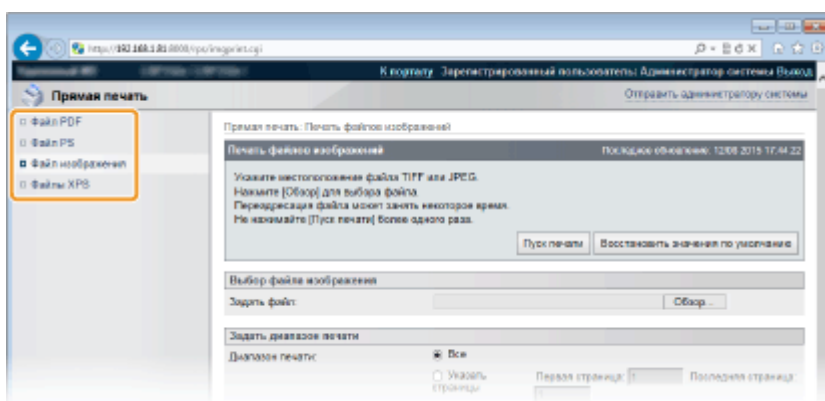 К порталу Зарегистрированный пользователь: Администратор системы Выход
Прямая печать
Отправить администратору системы
Файл PDF
Файл PS
Файл изображения
Файлы XPS
Прямая печать: Печать файлов изображений
Печать файлов изображений
Последнее обновление: 12/08 2015 17:44:22
Укажите местоположение файла TIFF или JPEG.
Нажмите [Обзор] для выбора файла.
Переадресация файла может занять некоторое время.
Не нажимайте [Пуск печати] более одного раза.
Пуск печати Восстановить значения по умолчанию
Выбор файла изображения
Задать файл: Обзор...
Задать диапазон печати
Диапазон печати: Все
Указать страницы Первая страница: 1 Последняя страница:
1